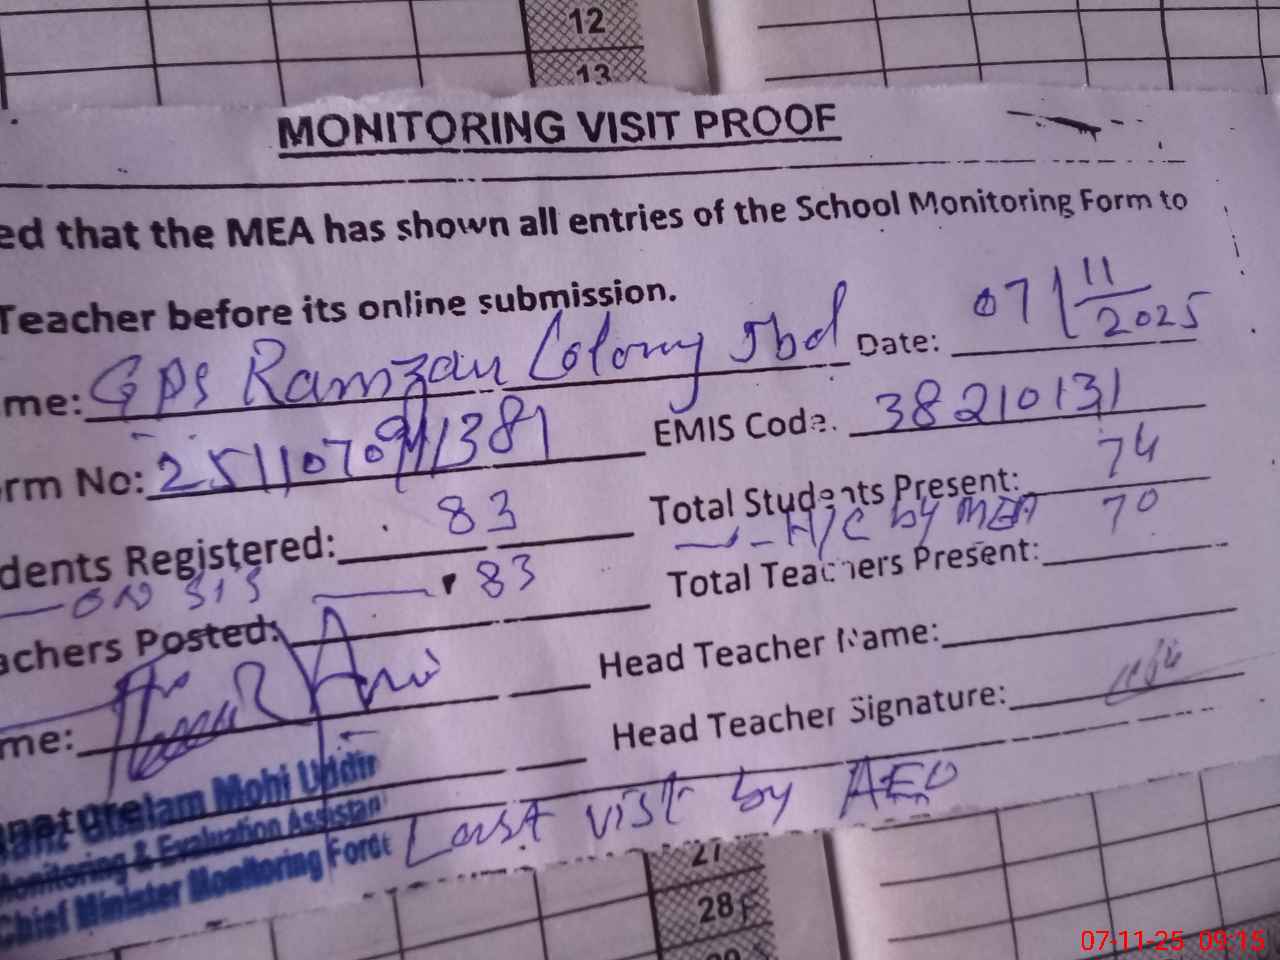 12
13
MONITORING VISIT PROOF
ed that the MEA has shown all entries of the School Monitoring Form to
Teacher before its online submission.
me: GPS Ramzan Colony Jbd Date: 07/11/2025
rm No: EMIS Code. 38210131
dents Registered: 83 Total Students Present: 74
ON SIS 83 H/C by MEA 70
achers Posted: Total Teachers Present:
me: Head Teacher Name:
Head Teacher Signature:
Mohi Uddin
Monitoring & Evaluation Assistant
Chief Minister Monitoring Force
Last visit by AEO
27
28
07-11-25 09:15